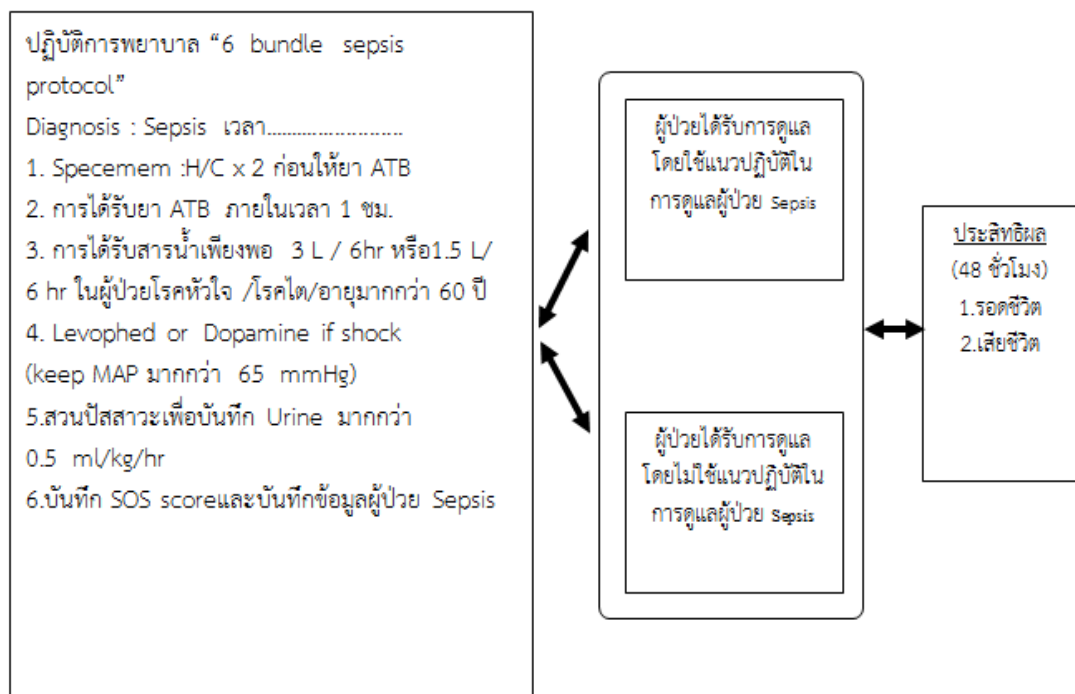 ปฏิบัติการพยาบาล “6 bundle sepsis
protocol”
Diagnosis : Sepsis เวลา............................
1. Specemem :H/C x 2 ก่อนให้ยา ATB
2. การได้รับยา ATB ภายในเวลา 1 ชม.
3. การได้รับสารน้ำเพียงพอ 3 L / 6hr หรือ1.5 L/
6 hr ในผู้ป่วยโรคหัวใจ /โรคไต/อายุมากกว่า 60 ปี
4. Levophed or Dopamine if shock
(keep MAP มากกว่า 65 mmHg)
5.สวนปัสสาวะเพื่อบันทึก Urine มากกว่า
0.5 ml/kg/hr
6.บันทึก SOS scoreและบันทึกข้อมูลผู้ป่วย Sepsis
ผู้ป่วยได้รับการดูแล
โดยใช้แนวปฏิบัติใน
การดูแลผู้ป่วย Sepsis
ผู้ป่วยได้รับการดูแล
โดยไม่ใช้แนวปฏิบัติใน
การดูแลผู้ป่วย Sepsis
ประสิทธิผล
(48 ชั่วโมง)
1.รอดชีวิต
2.เสียชีวิต